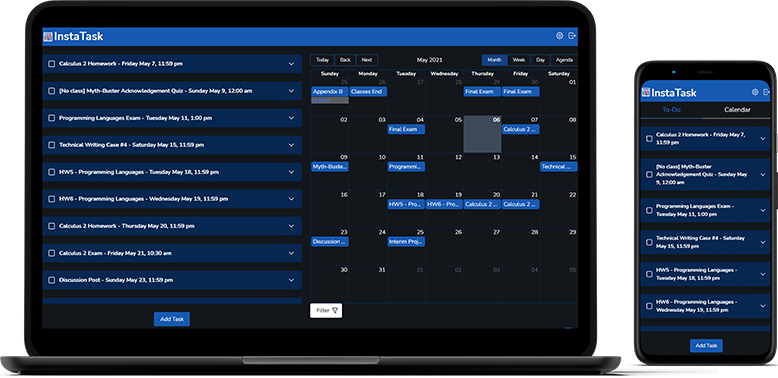 InstaTask
Calculus 2 Homework - Friday May 7, 11:59 pm
[No class] Myth-Buster Acknowledgement Quiz - Sunday May 9, 12:00 am
Programming Languages Exam - Tuesday May 11, 1:00 pm
Technical Writing Case #4 - Saturday May 15, 11:59 pm
HW5 - Programming Languages - Tuesday May 18, 11:59 pm
HW6 - Programming Languages - Wednesday May 19, 11:59 pm
Calculus 2 Homework - Thursday May 20, 11:59 pm
Calculus 2 Exam - Friday May 21, 10:30 am
Discussion Post - Sunday May 23, 11:59 pm
Add Task
Today Back Next May 2021 Month Week Day Agenda
Sunday Monday Tuesday Wednesday Thursday Friday Saturday
25 26 27 28 29 30 01
Appendix B Classes End Final Exam Final Exam
02 03 04 05 06 07 08
Final Exam Calculus 2 ...
09 10 11 12 13 14 15
Myth-Buste... Programmi... Technical ...
16 17 18 19 20 21 22
HW5 - Pro... HW6 - Pro... Calculus 2 ... Calculus 2 ...
23 24 25 26 27 28 29
Discussion ... Interim Proj...
30 31 01 02 03 04 05
Filter
InstaTask
To-Do Calendar
Calculus 2 Homework - Friday May 7,
11:59 pm
[No class] Myth-Buster
Acknowledgement Quiz - Sunday May
9, 12:00 am
Programming Languages Exam -
Tuesday May 11, 1:00 pm
Technical Writing Case #4 - Saturday
May 15, 11:59 pm
HW5 - Programming Languages -
Tuesday May 18, 11:59 pm
HW6 - Programming Languages -
Wednesday May 19, 11:59 pm
Add Task